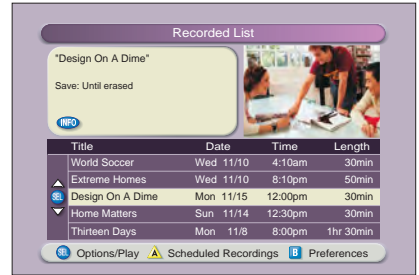 Recorded List
"Design On A Dime"
Save: Until erased
INFO
Title Date Time Length
World Soccer Wed 11/10 4:10am 30min
Extreme Homes Wed 11/10 8:10pm 50min
SEL Design On A Dime Mon 11/15 12:00pm 30min
Home Matters Sun 11/14 12:30pm 30min
Thirteen Days Mon 11/8 8:00pm 1hr 30min
SEL Options/Play A Scheduled Recordings B Preferences